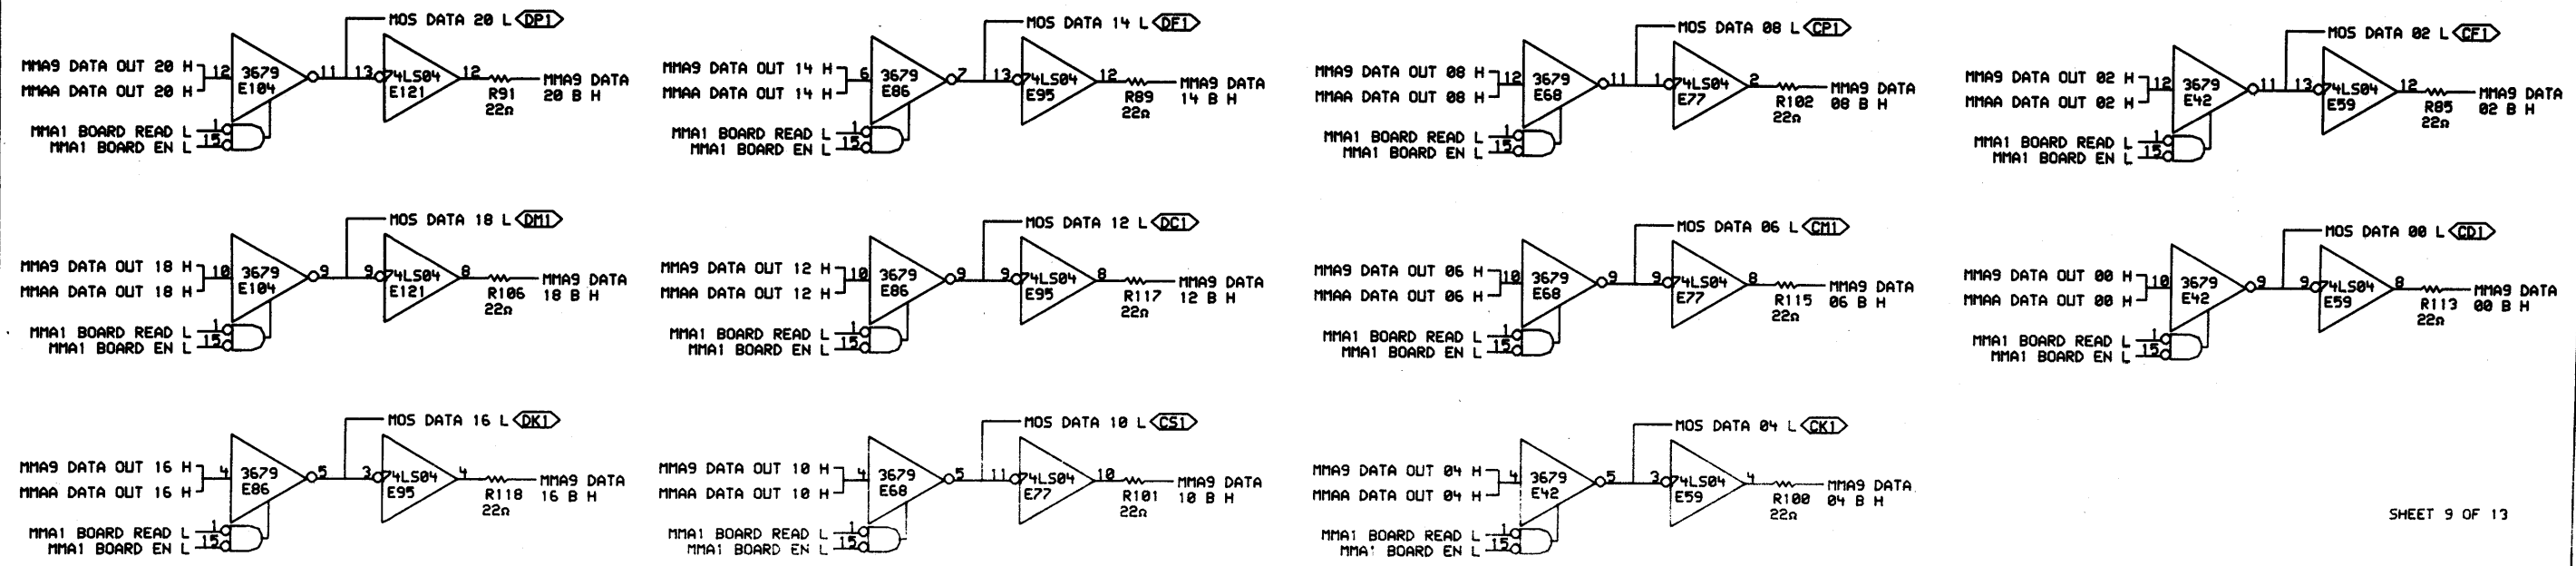 MOS DATA 20 L DP1
MMA9 DATA OUT 20 H
MMAA DATA OUT 20 H
12 3679 E104 11 13 74LS04 E121 12
R91 22Ω
MMA9 DATA 20 B H
MMA1 BOARD READ L 1
MMA1 BOARD EN L 15
MOS DATA 14 L DF1
MMA9 DATA OUT 14 H
MMAA DATA OUT 14 H
6 3679 E86 7 13 74LS04 E95 12
R89 22Ω
MMA9 DATA 14 B H
MMA1 BOARD READ L 1
MMA1 BOARD EN L 15
MOS DATA 08 L CP1
MMA9 DATA OUT 08 H
MMAA DATA OUT 08 H
12 3679 E68 11 1 74LS04 E77 2
R102 22Ω
MMA9 DATA 08 B H
MMA1 BOARD READ L 1
MMA1 BOARD EN L 15
MOS DATA 02 L CF1
MMA9 DATA OUT 02 H
MMAA DATA OUT 02 H
12 3679 E42 11 13 74LS04 E59 12
R85 22Ω
MMA9 DATA 02 B H
MMA1 BOARD READ L 1
MMA1 BOARD EN L 15
MOS DATA 18 L DM1
MMA9 DATA OUT 18 H
MMAA DATA OUT 18 H
10 3679 E104 9 9 74LS04 E121 8
R106 22Ω
MMA9 DATA 18 B H
MMA1 BOARD READ L 1
MMA1 BOARD EN L 15
MOS DATA 12 L DC1
MMA9 DATA OUT 12 H
MMAA DATA OUT 12 H
10 3679 E86 9 9 74LS04 E95 8
R117 22Ω
MMA9 DATA 12 B H
MMA1 BOARD READ L 1
MMA1 BOARD EN L 15
MOS DATA 06 L CM1
MMA9 DATA OUT 06 H
MMAA DATA OUT 06 H
10 3679 E68 9 9 74LS04 E77 8
R115 22Ω
MMA9 DATA 06 B H
MMA1 BOARD READ L 1
MMA1 BOARD EN L 15
MOS DATA 00 L CD1
MMA9 DATA OUT 00 H
MMAA DATA OUT 00 H
10 3679 E42 9 9 74LS04 E59 8
R113 22Ω
MMA9 DATA 00 B H
MMA1 BOARD READ L 1
MMA1 BOARD EN L 15
MOS DATA 16 L DK1
MMA9 DATA OUT 16 H
MMAA DATA OUT 16 H
4 3679 E86 5 3 74LS04 E95 4
R118 22Ω
MMA9 DATA 16 B H
MMA1 BOARD READ L 1
MMA1 BOARD EN L 15
MOS DATA 10 L CS1
MMA9 DATA OUT 10 H
MMAA DATA OUT 10 H
4 3679 E68 5 11 74LS04 E77 10
R101 22Ω
MMA9 DATA 10 B H
MMA1 BOARD READ L 1
MMA1 BOARD EN L 15
MOS DATA 04 L CK1
MMA9 DATA OUT 04 H
MMAA DATA OUT 04 H
4 3679 E42 5 3 74LS04 E59 4
R100 22Ω
MMA9 DATA 04 B H
MMA1 BOARD READ L 1
MMA1 BOARD EN L 15
SHEET 9 OF 13